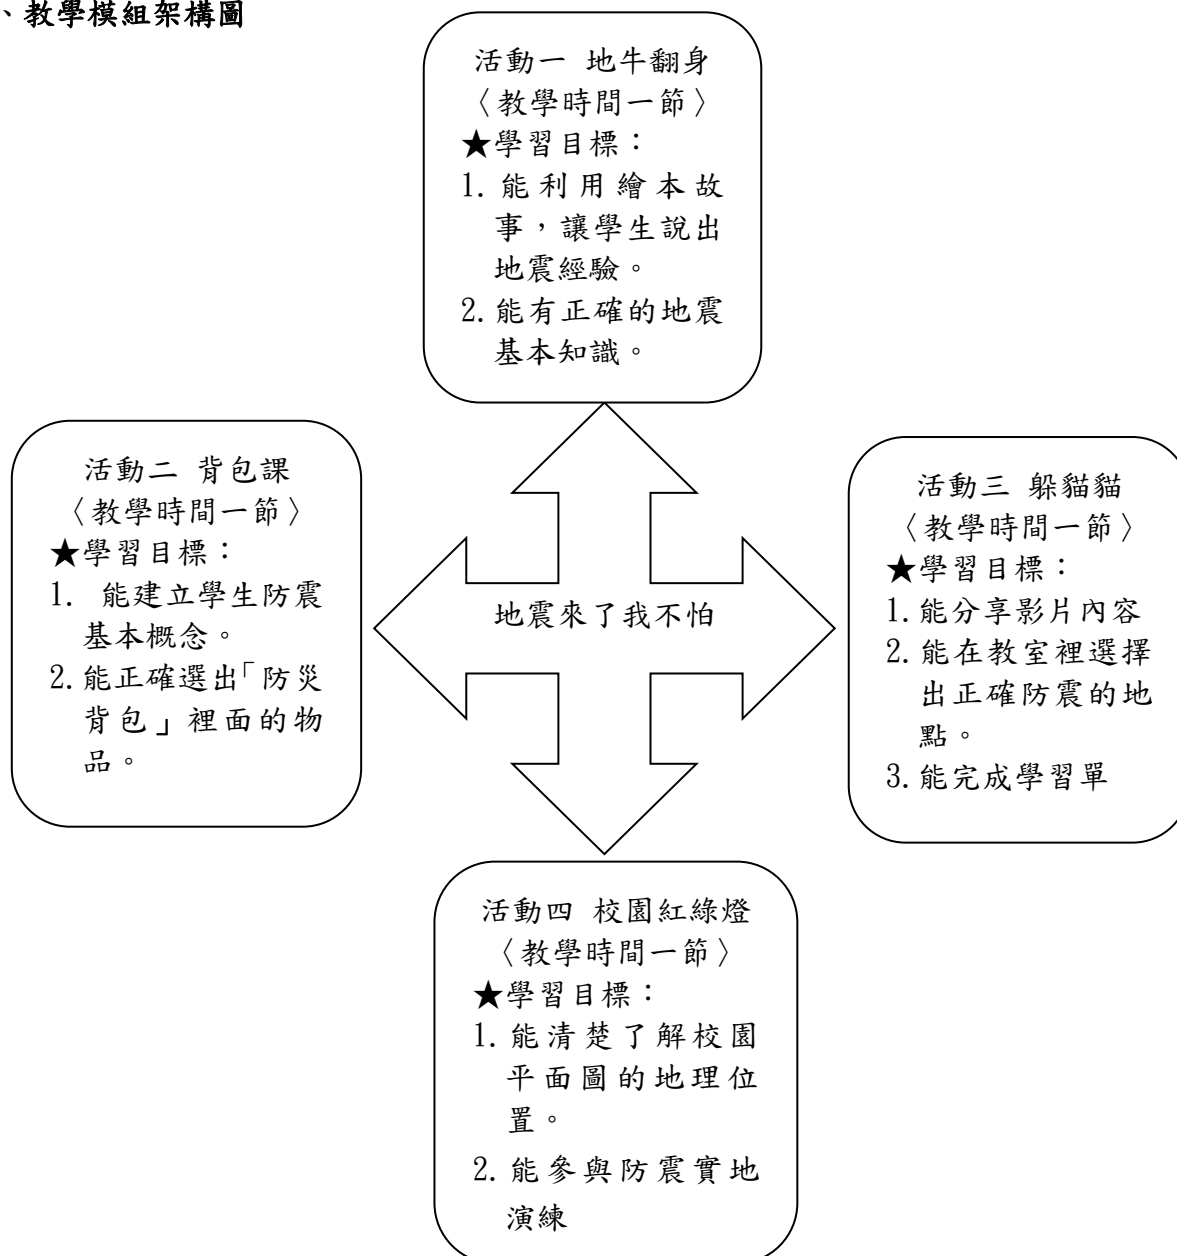 、教學模組架構圖
活動一 地牛翻身
〈教學時間一節〉
★學習目標：
1. 能利用繪本故
事，讓學生說出
地震經驗。
2. 能有正確的地震
基本知識。
活動二 背包課
〈教學時間一節〉
★學習目標：
1. 能建立學生防震
基本概念。
2. 能正確選出「防災
背包」裡面的物
品。
地震來了我不怕
活動三 躲貓貓
〈教學時間一節〉
★學習目標：
1. 能分享影片內容
2. 能在教室裡選擇
出正確防震的地
點。
3. 能完成學習單
活動四 校園紅綠燈
〈教學時間一節〉
★學習目標：
1. 能清楚了解校園
平面圖的地理位
置。
2. 能參與防震實地
演練